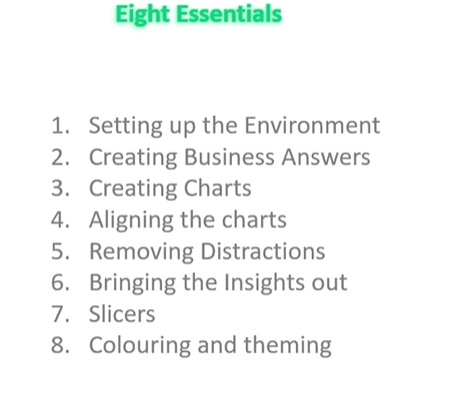 Eight Essentials
1. Setting up the Environment
2. Creating Business Answers
3. Creating Charts
4. Aligning the charts
5. Removing Distractions
6. Bringing the Insights out
7. Slicers
8. Colouring and theming